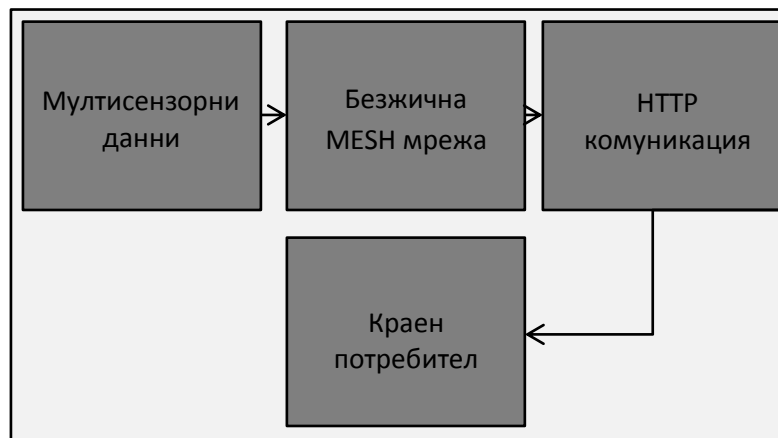 Мултисензорни
данни
Безжична
MESH мрежа
HTTP
комуникация
Краен
потребител